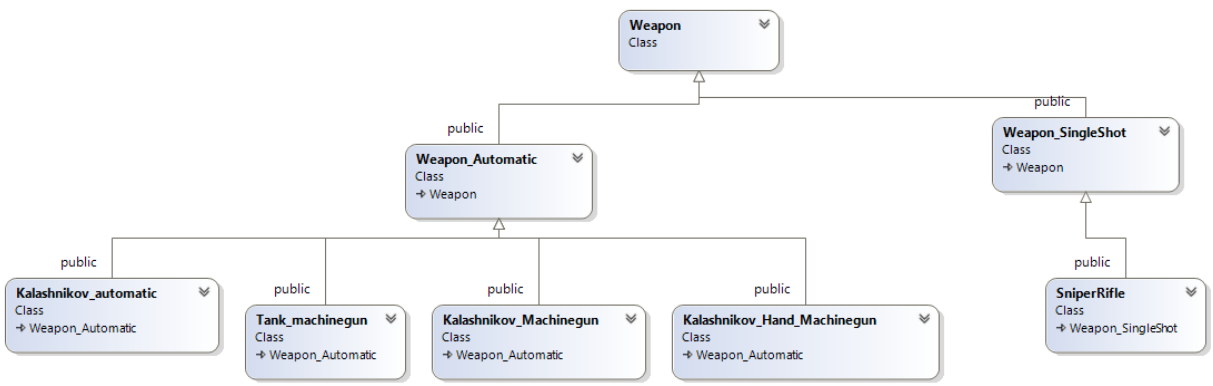 Weapon
Class
public
public
Weapon_Automatic
Class
Weapon
Weapon_SingleShot
Class
Weapon
public
public
public
public
public
Kalashnikov_automatic
Class
Weapon_Automatic
Tank_machinegun
Class
Weapon_Automatic
Kalashnikov_Machinegun
Class
Weapon_Automatic
Kalashnikov_Hand_Machinegun
Class
Weapon_Automatic
SniperRifle
Class
Weapon_SingleShot